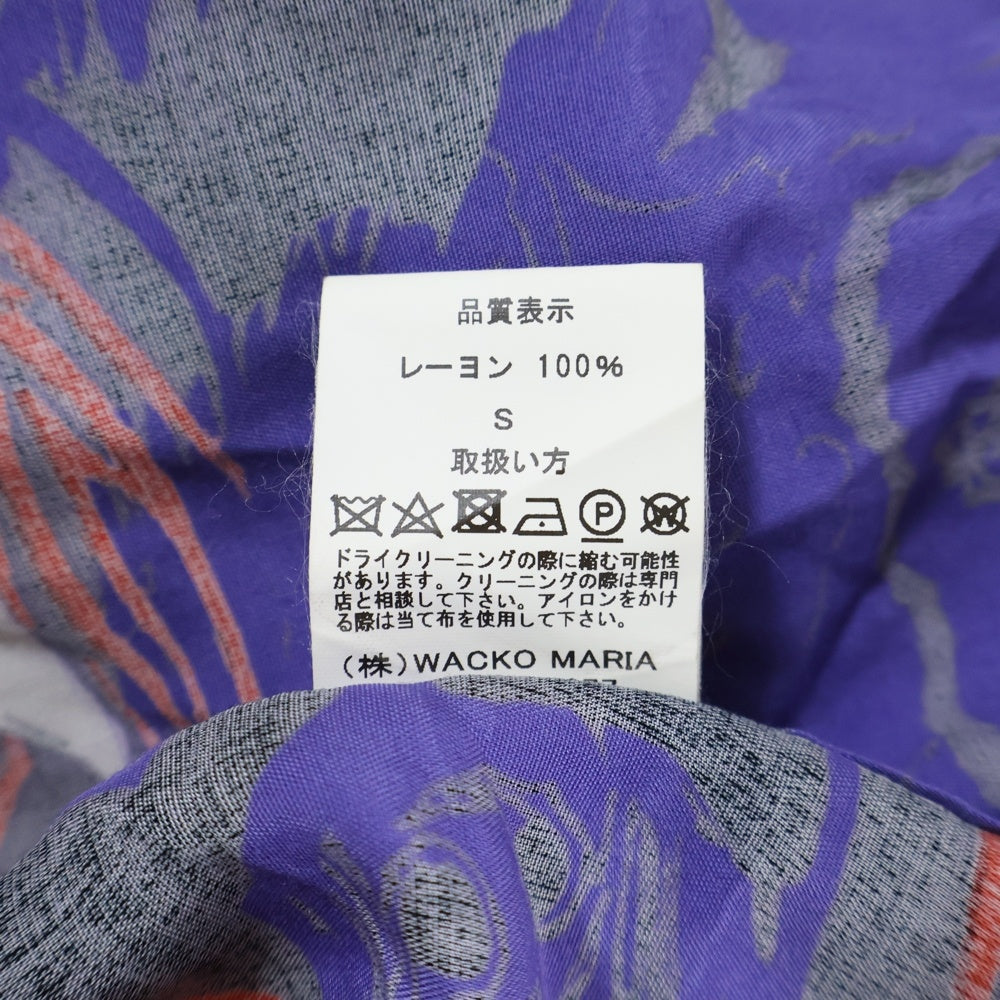 品質表示
レーヨン 100%
S
取扱い方
P W
ドライクリーニングの際に縮む可能性
があります。クリーニングの際は専門
店と相談して下さい。アイロンをかけ
る際は当て布を使用して下さい。
(株)WACKO MARIA